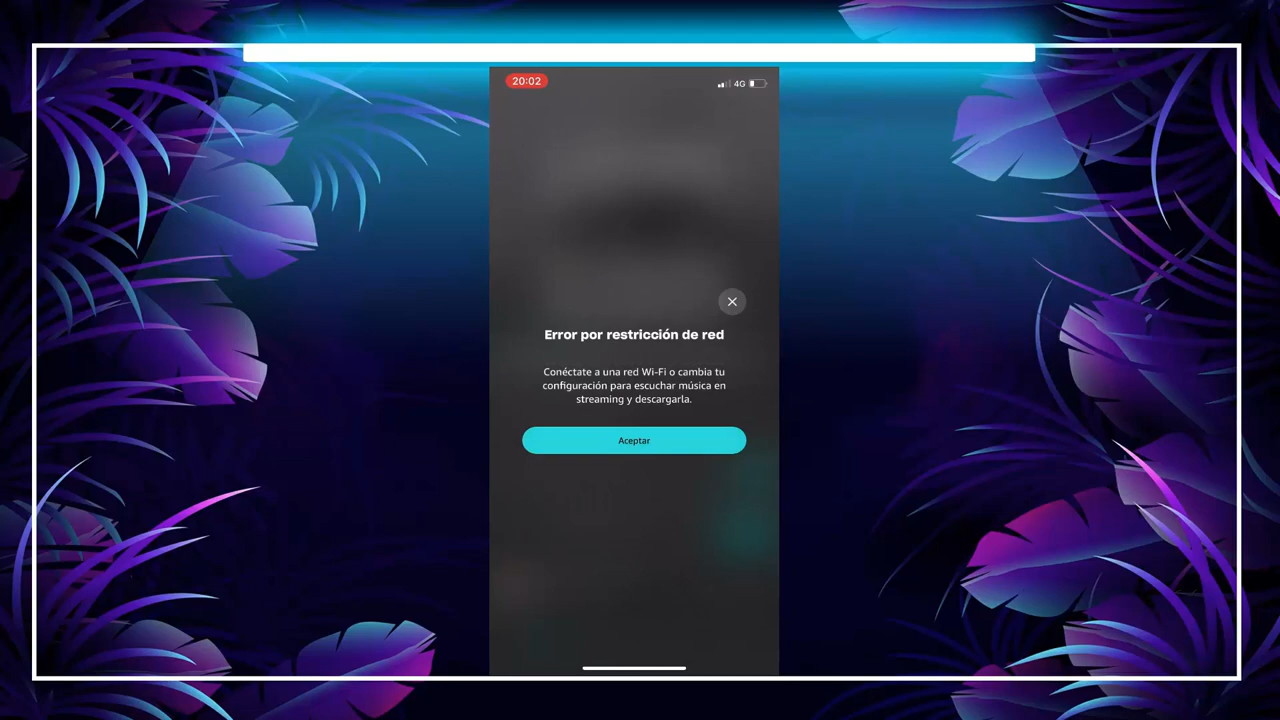 20:02
4G
Error por restricción de red
Conéctate a una red Wi-Fi o cambia tu
configuración para escuchar música en
streaming y descargarla.
Aceptar